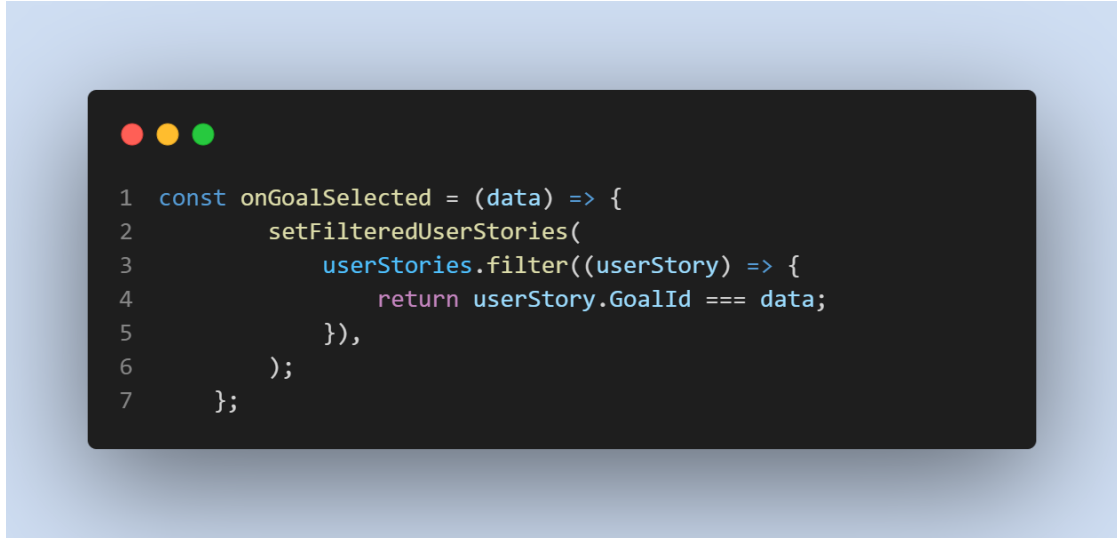 1 const onGoalSelected = (data) => {
2         setFilteredUserStories(
3             userStories.filter((userStory) => {
4                 return userStory.GoalId === data;
5             }),
6         );
7     };